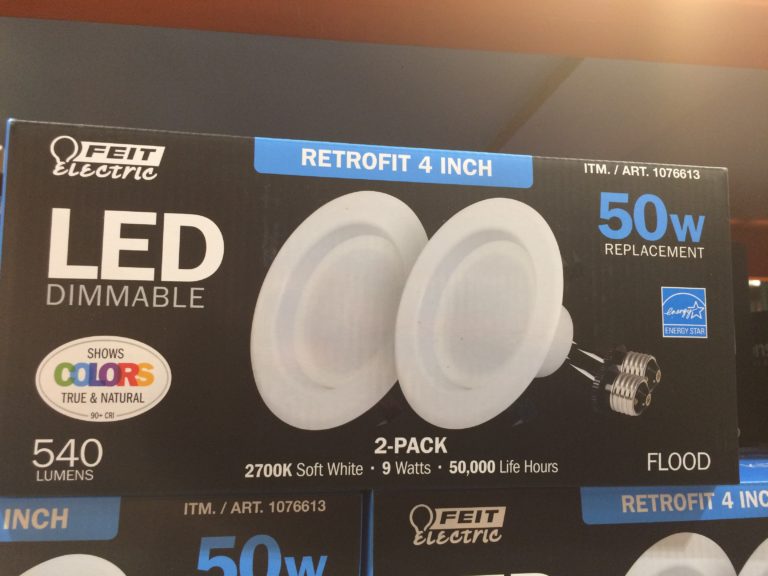 FEIT
Electric
RETROFIT 4 INCH
ITM. / ART. 1076613
LED
DIMMABLE
50W
REPLACEMENT
energy
ENERGY STAR
SHOWS
COLORS
TRUE & NATURAL
90+ CRI
540
LUMENS
2-PACK
2700K Soft White • 9 Watts • 50,000 Life Hours
FLOOD
INCH
ITM. / ART. 1076613
50W
FEIT
Electric
RETROFIT 4 INC